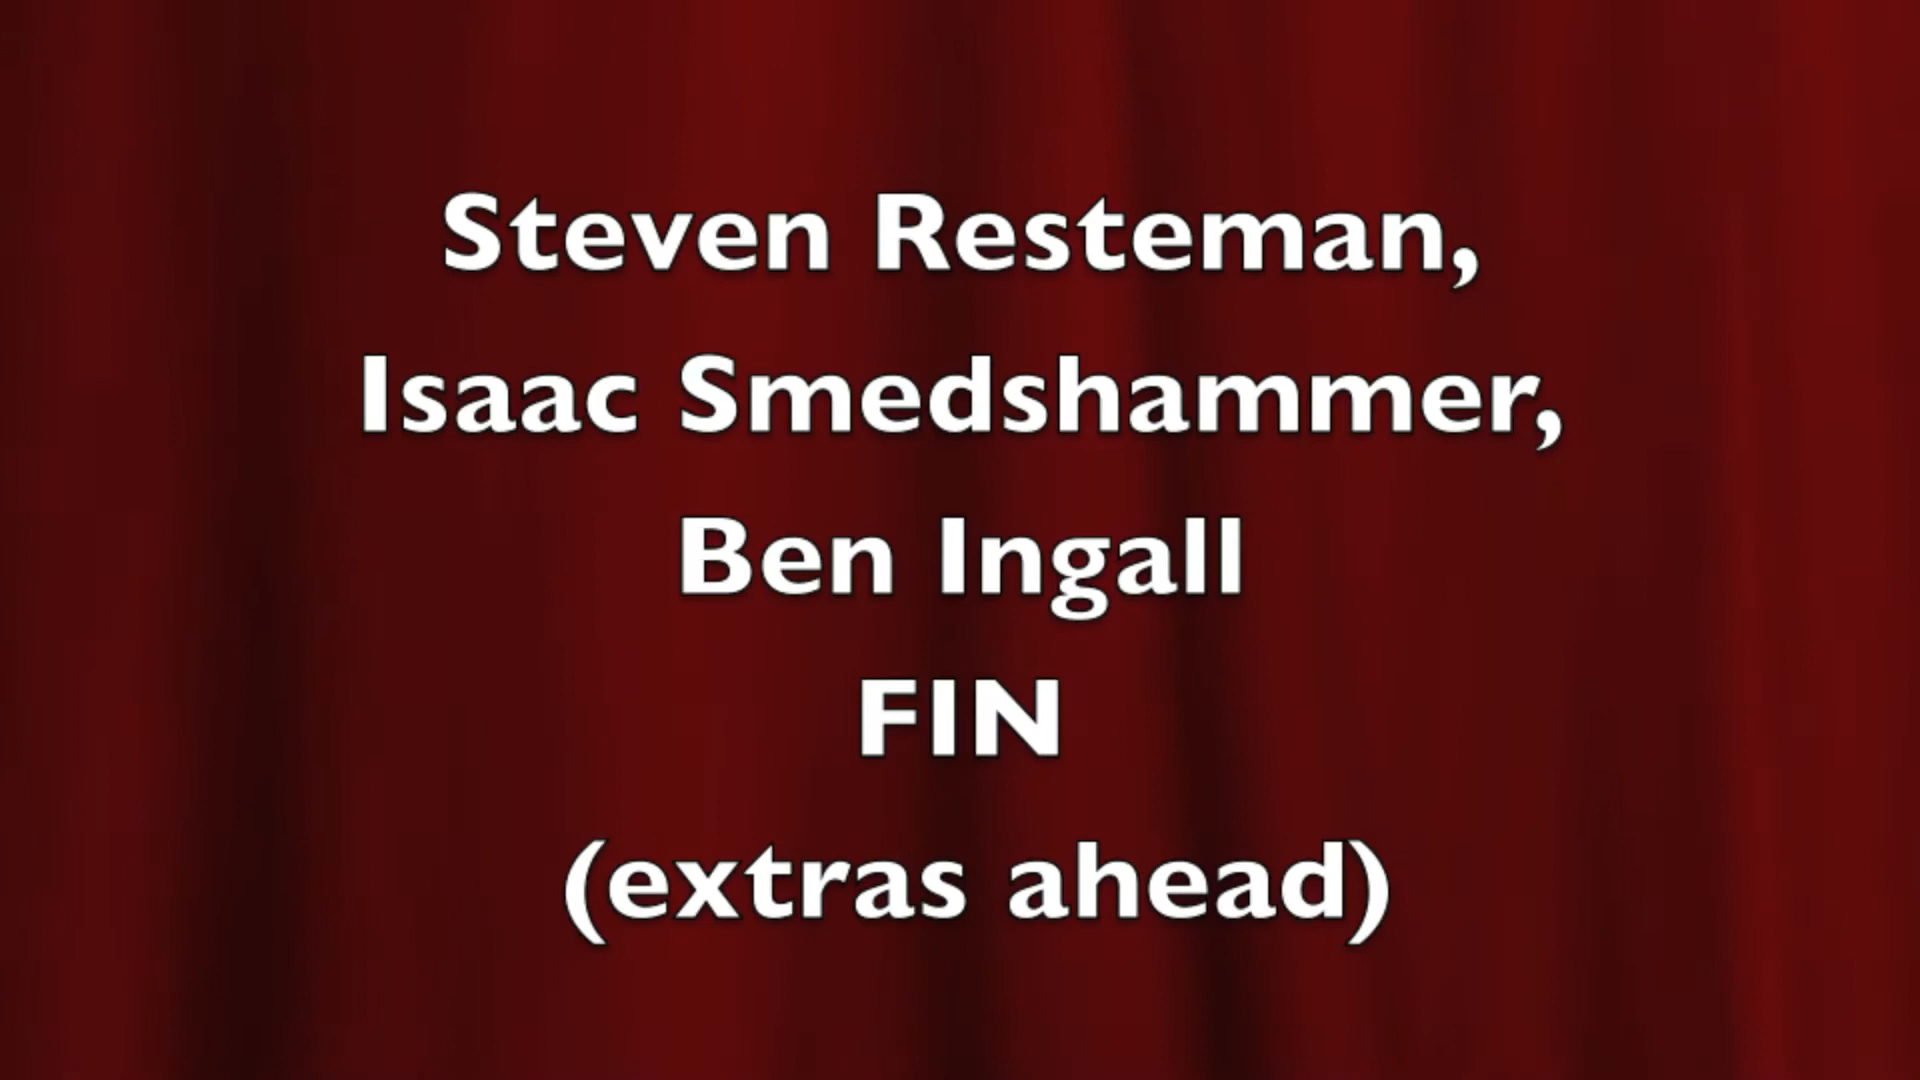 Steven Resteman,
Isaac Smedshammer,
Ben Ingall
FIN
(extras ahead)